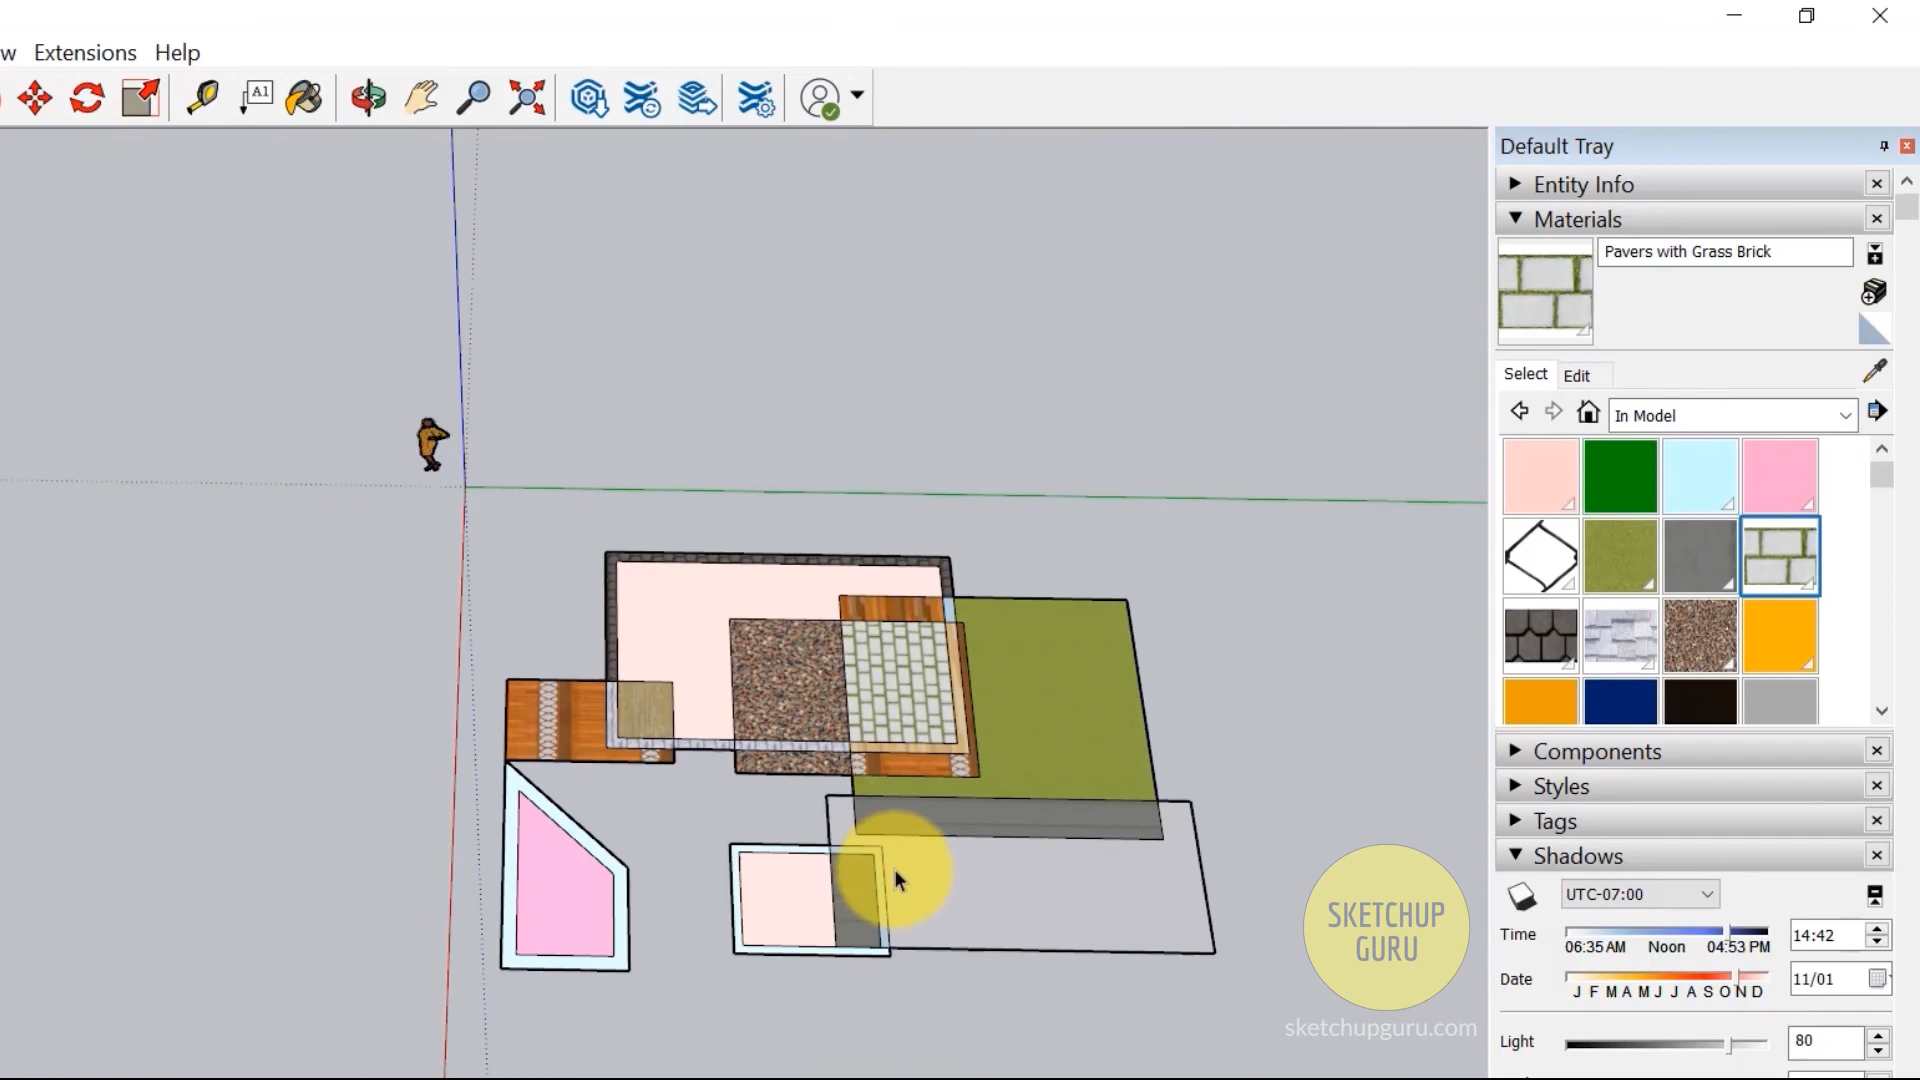 w Extensions Help
A1
Default Tray
Entity Info
Materials
Pavers with Grass Brick
Select Edit
In Model
Components
Styles
Tags
Shadows
UTC-07:00
Time
06:35 AM Noon 04:53 PM
14:42
Date
J F M A M J J A S O N D
11/01
Light
80
SKETCHUP
GURU
sketchupguru.com